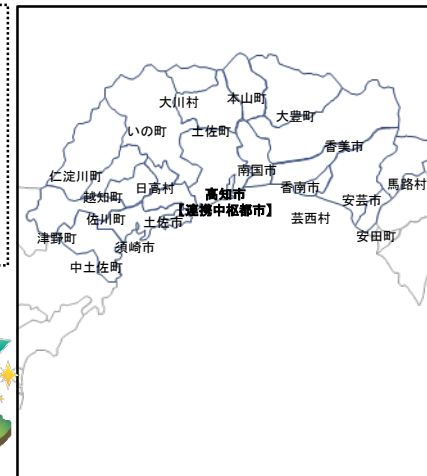 本山町
大川村
大豊町
いの町
土佐町
香美市
南国市
仁淀川町
馬路村
日高村
香南市
越知町
高知市
安芸市
【連携中枢都市】
佐川町
土佐市
芸西村
津野町
安田町
須崎市
中土佐町